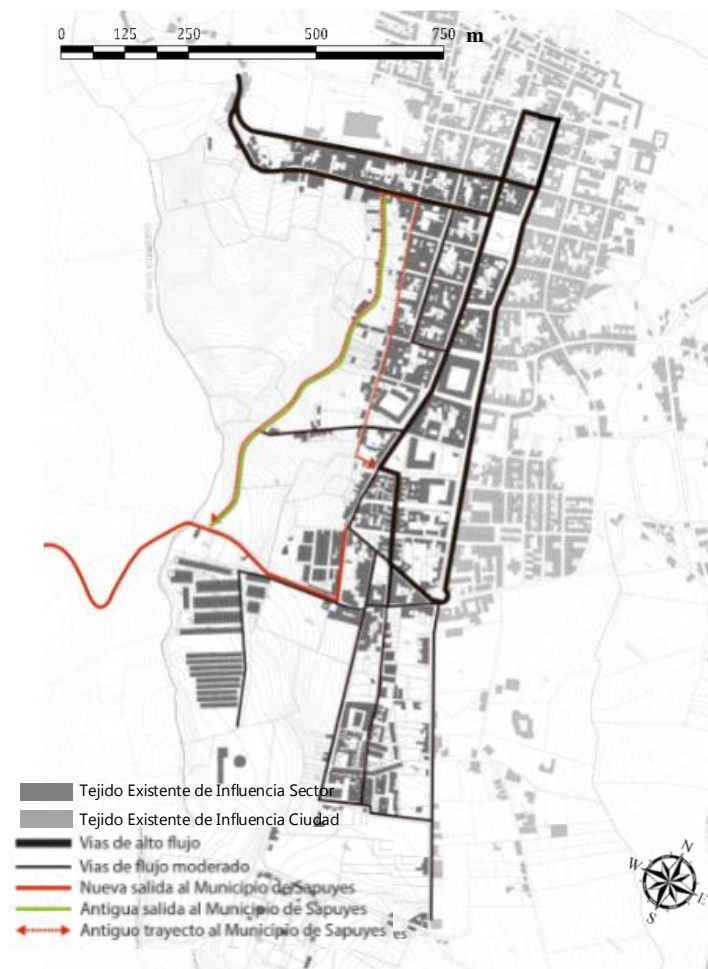 0 125 250 500 750 m
Tejido Existente de Influencia Sector
Tejido Existente de Influencia Ciudad
Vias de alto flujo
Vias de flujo moderado
Nueva salida al Municipio de Sapuyes
Antigua salida al Municipio de Sapuyes
Antiguo trayecto al Municipio de Sapuyes es
N
W
E
S